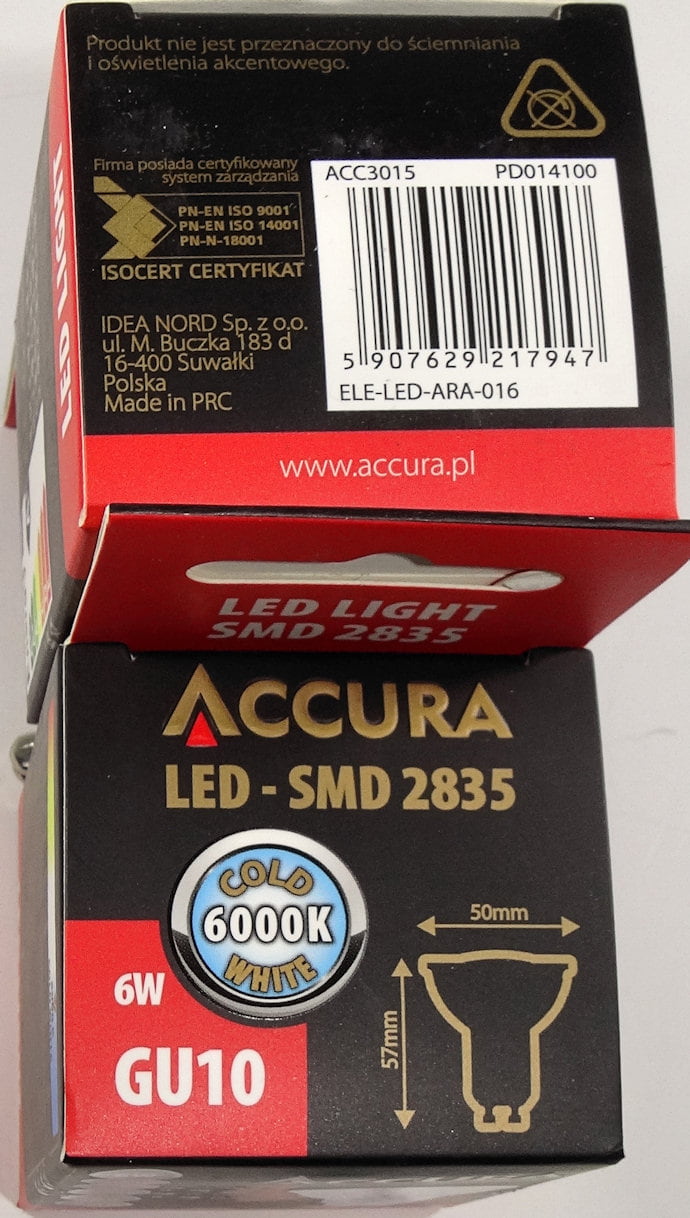 Produkt nie jest przeznaczony do ściemniania
i oświetlenia akcentowego.
Firma posiada certyfikowany
system zarządzania
PN-EN ISO 9001
PN-EN ISO 14001
PN-N-18001
ISOCERT CERTYFIKAT
IDEA NORD Sp. z o.o.
ul. M. Buczka 183 d
16-400 Suwałki
Polska
Made in PRC
ACC3015 PD014100
5 907629 217947
ELE-LED-ARA-016
LED LIGHT
www.accura.pl
LED LIGHT
SMD 2835
ACCURA
LED - SMD 2835
COLD
6000K
WHITE
6W
GU10
50mm
57mm
ACCURA